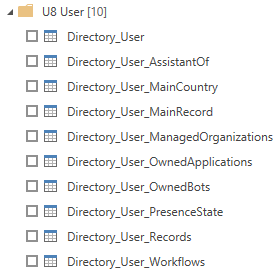 U8 User [10]
Directory_User
Directory_User_AssistantOf
Directory_User_MainCountry
Directory_User_MainRecord
Directory_User_ManagedOrganizations
Directory_User_OwnedApplications
Directory_User_OwnedBots
Directory_User_PresenceState
Directory_User_Records
Directory_User_Workflows